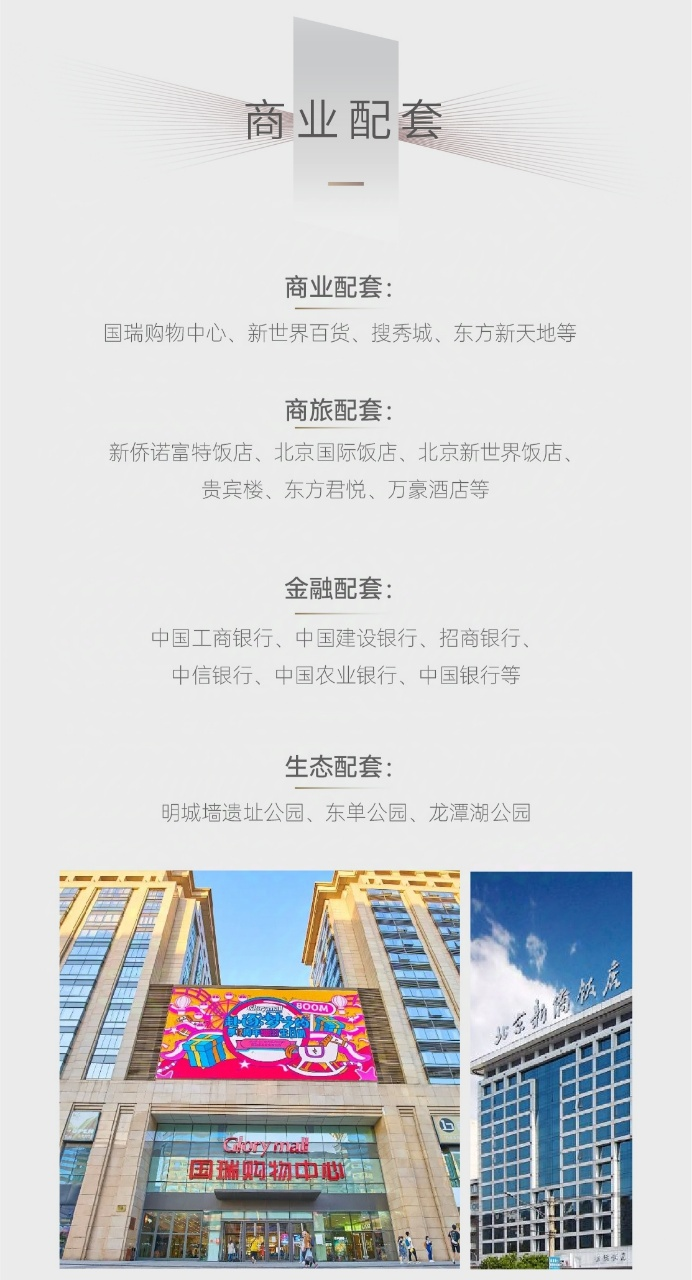 商业配套
商业配套：
国瑞购物中心、新世界百货、搜秀城、东方新天地等
商旅配套：
新侨诺富特饭店、北京国际饭店、北京新世界饭店、
贵宾楼、东方君悦、万豪酒店等
金融配套：
中国工商银行、中国建设银行、招商银行、
中信银行、中国农业银行、中国银行等
生态配套：
明城墙遗址公园、东单公园、龙潭湖公园
BOOM
Glory mall
国瑞购物中心
北京新侨饭店